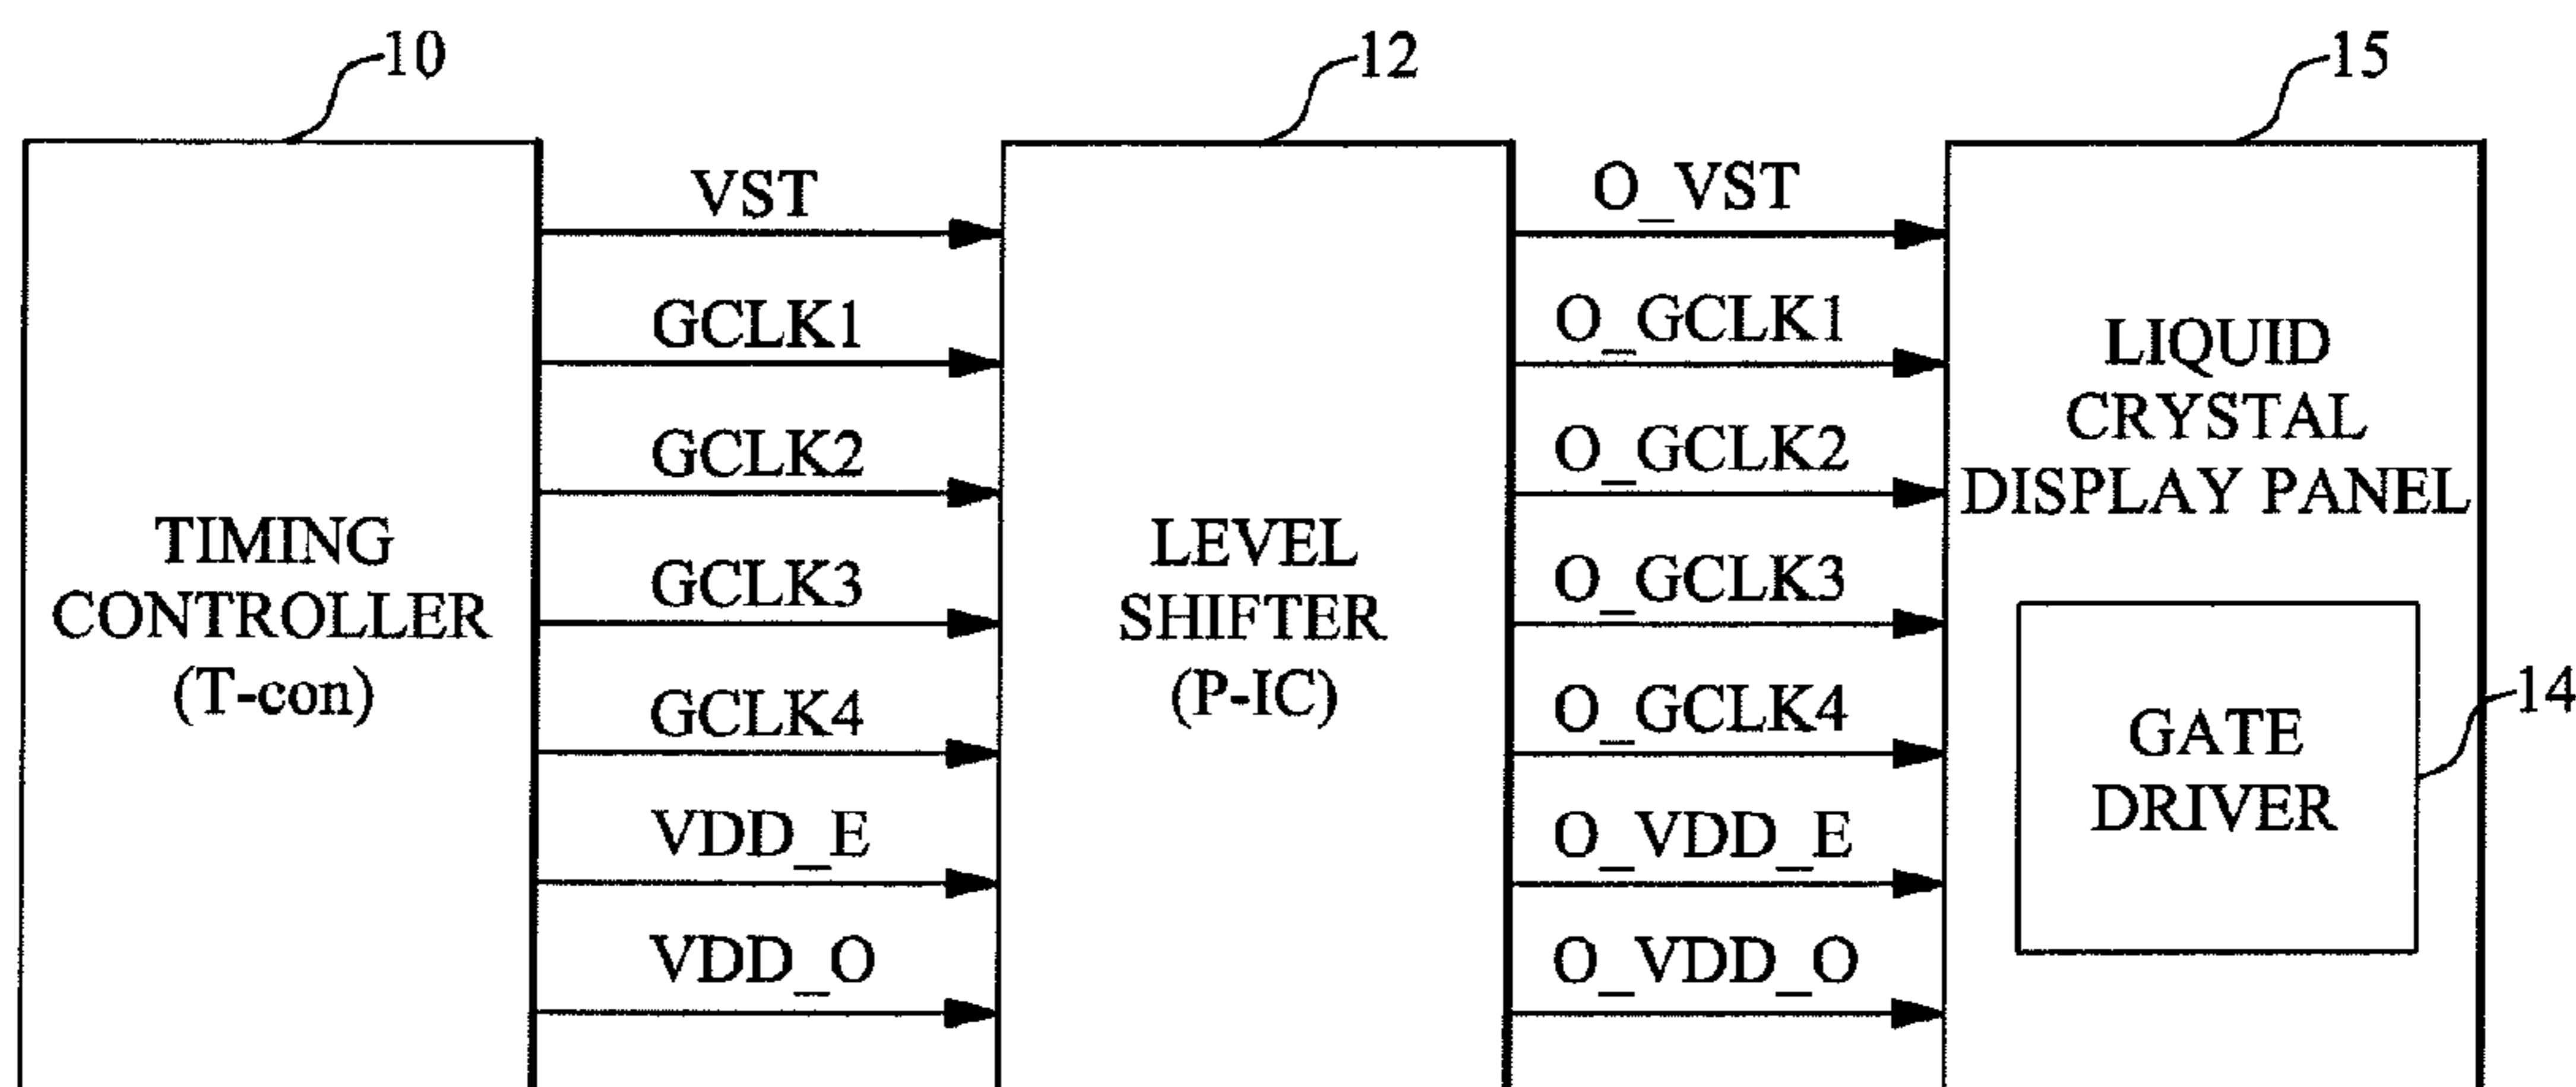 10
12
15
TIMING
CONTROLLER
(T-con)
VST
GCLK1
GCLK2
GCLK3
GCLK4
VDD_E
VDD_O
LEVEL
SHIFTER
(P-IC)
O_VST
O_GCLK1
O_GCLK2
O_GCLK3
O_GCLK4
O_VDD_E
O_VDD_O
LIQUID
CRYSTAL
DISPLAY PANEL
GATE
DRIVER
14